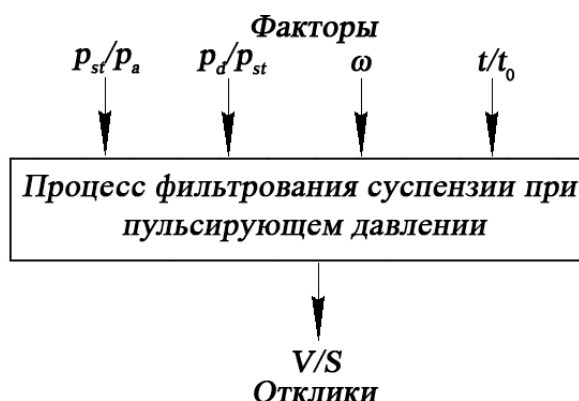 Факторы
p_st/p_a p_d/p_st ω t/t_0
Процесс фильтрования суспензии при
пульсирующем давлении
V/S
Отклики